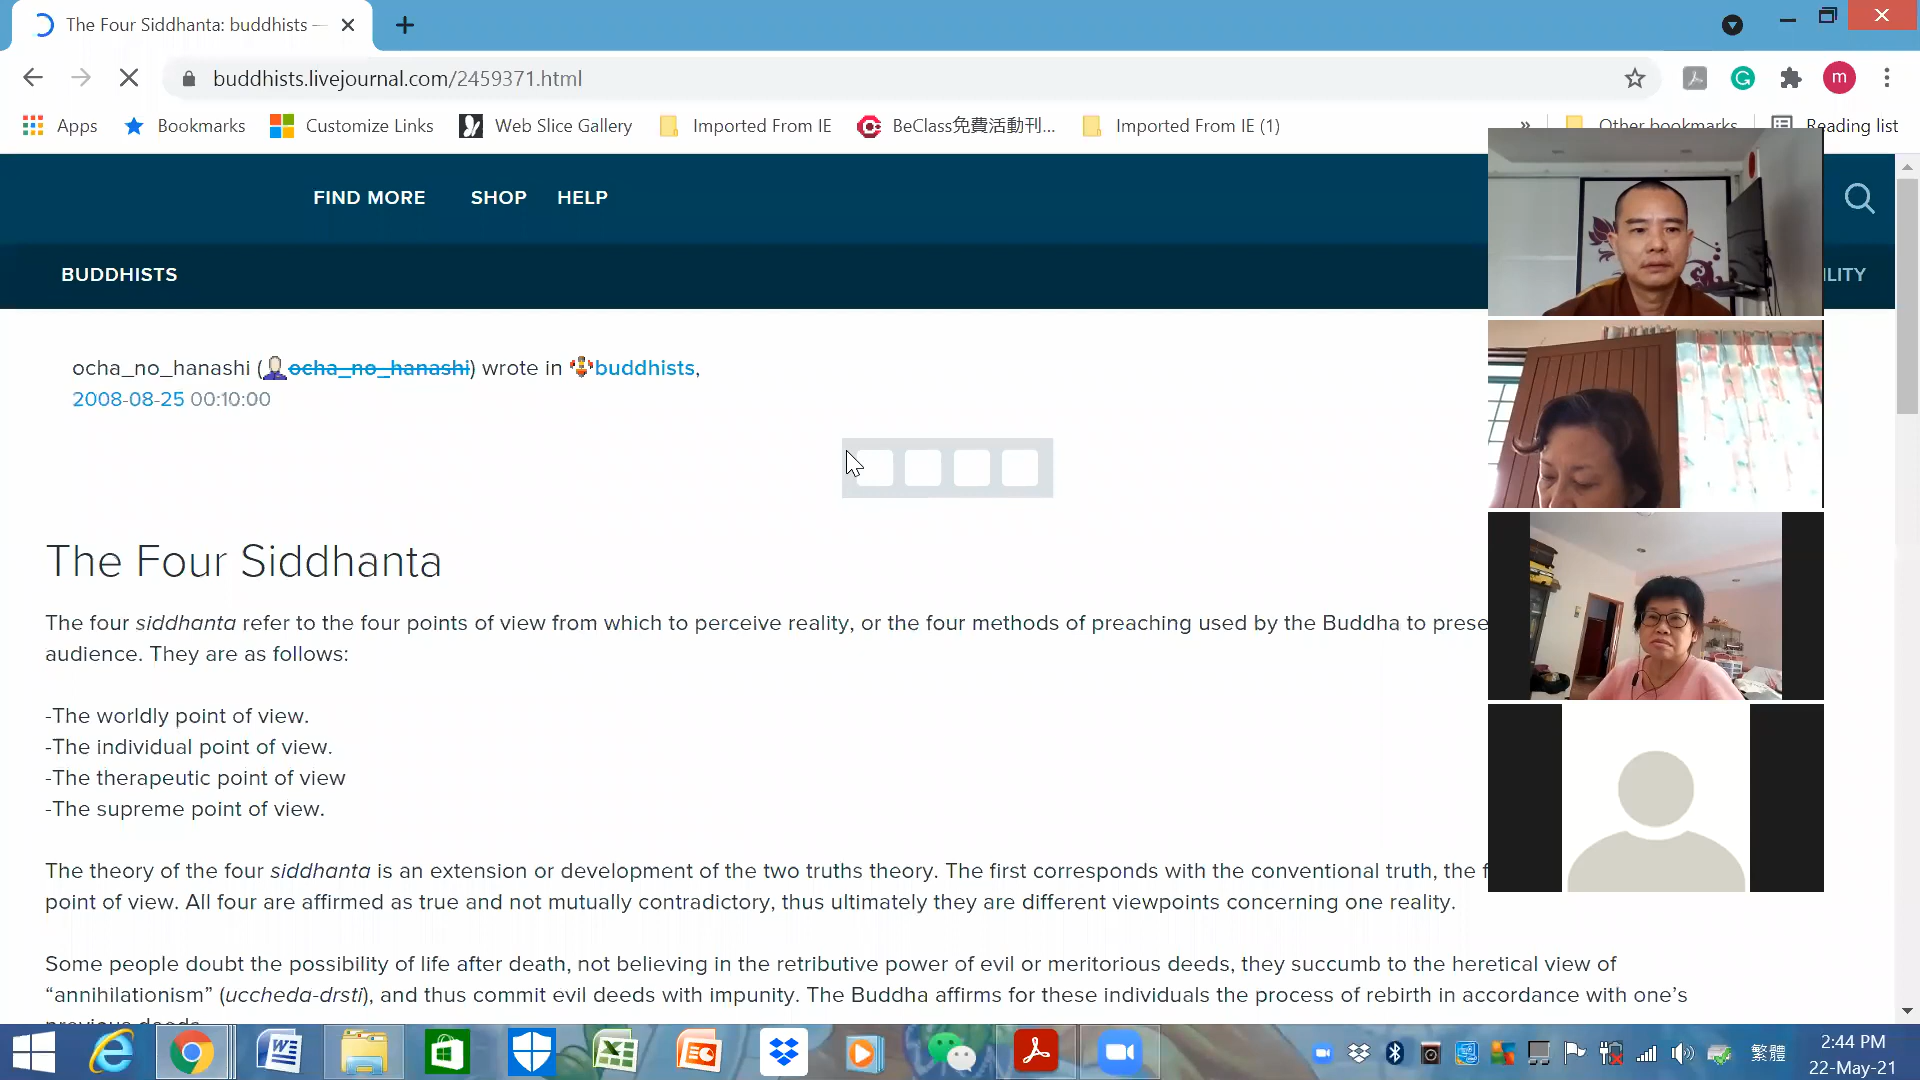 The Four Siddhanta: buddhists —
buddhists.livejournal.com/2459371.html
m
Apps
Bookmarks
Customize Links
Web Slice Gallery
Imported From IE
BeClass免費活動刊...
Imported From IE (1)
»
Other bookmarks
Reading list
FIND MORE
SHOP
HELP
BUDDHISTS
ILITY
ocha_no_hanashi (ocha_no_hanashi) wrote in buddhists,
2008-08-25 00:10:00
The Four Siddhanta
The four siddhanta refer to the four points of view from which to perceive reality, or the four methods of preaching used by the Buddha to prese
audience. They are as follows:
-The worldly point of view.
-The individual point of view.
-The therapeutic point of view
-The supreme point of view.
The theory of the four siddhanta is an extension or development of the two truths theory. The first corresponds with the conventional truth, the f
point of view. All four are affirmed as true and not mutually contradictory, thus ultimately they are different viewpoints concerning one reality.
Some people doubt the possibility of life after death, not believing in the retributive power of evil or meritorious deeds, they succumb to the heretical view of
“annihilationism” (uccheda-drsti), and thus commit evil deeds with impunity. The Buddha affirms for these individuals the process of rebirth in accordance with one’s
previous deeds
繁體
2:44 PM
22-May-21